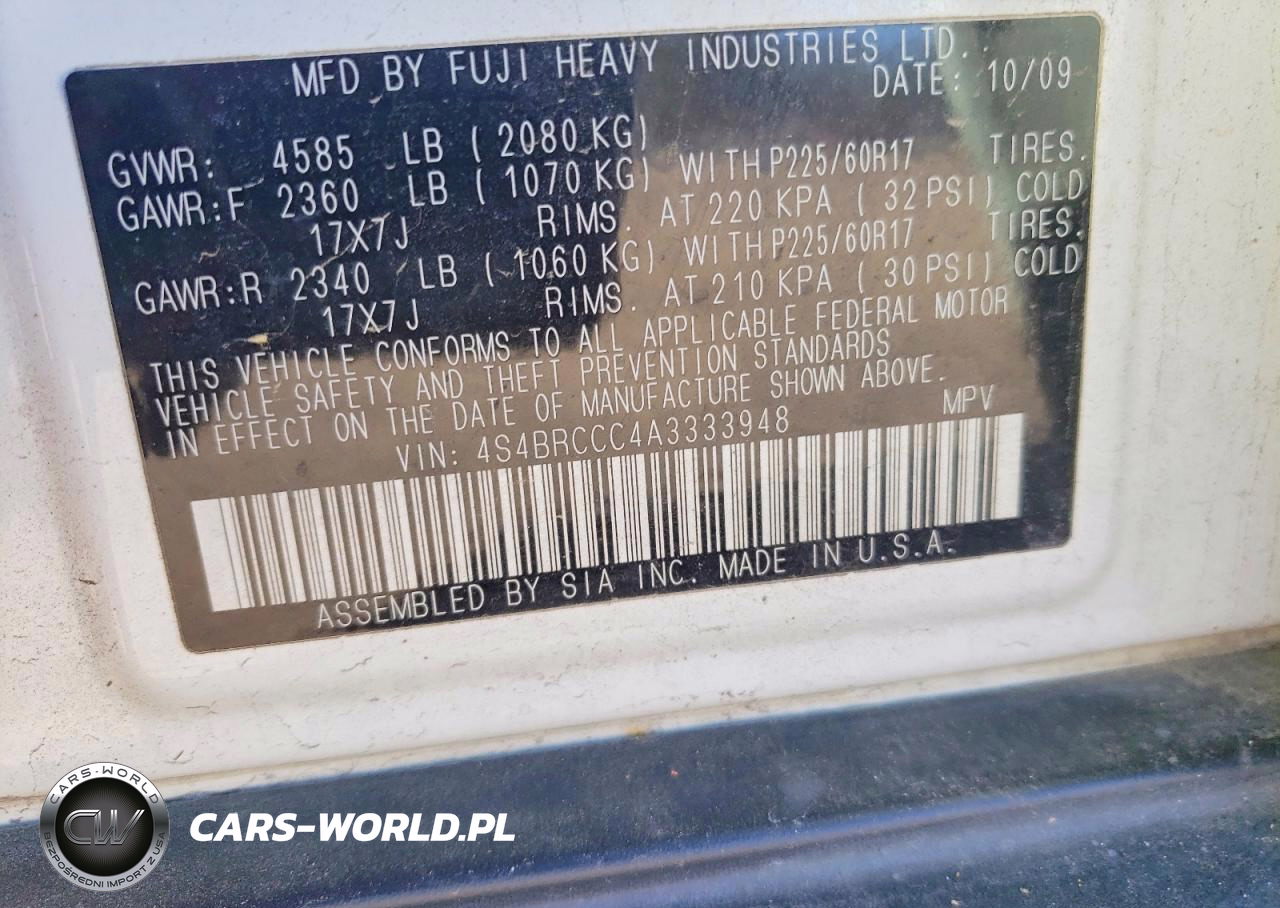 MFD BY FUJI HEAVY INDUSTRIES LTD.
DATE: 10/09
GVWR: 4585 LB ( 2080 KG)
GAWR:F 2360 LB ( 1070 KG) WITH P225/60R17 TIRES.
17X7J RIMS. AT 220 KPA ( 32 PSI) COLD
GAWR:R 2340 LB ( 1060 KG) WITH P225/60R17 TIRES.
17X7J RIMS. AT 210 KPA ( 30 PSI) COLD
THIS VEHICLE CONFORMS TO ALL APPLICABLE FEDERAL MOTOR
VEHICLE SAFETY AND THEFT PREVENTION STANDARDS
IN EFFECT ON THE DATE OF MANUFACTURE SHOWN ABOVE.
VIN: 4S4BRCCC4A3333948 MPV
ASSEMBLED BY SIA INC. MADE IN U.S.A.
CARS-WORLD
CW
BEZPOŚREDNI IMPORT Z USA
CARS-WORLD.PL